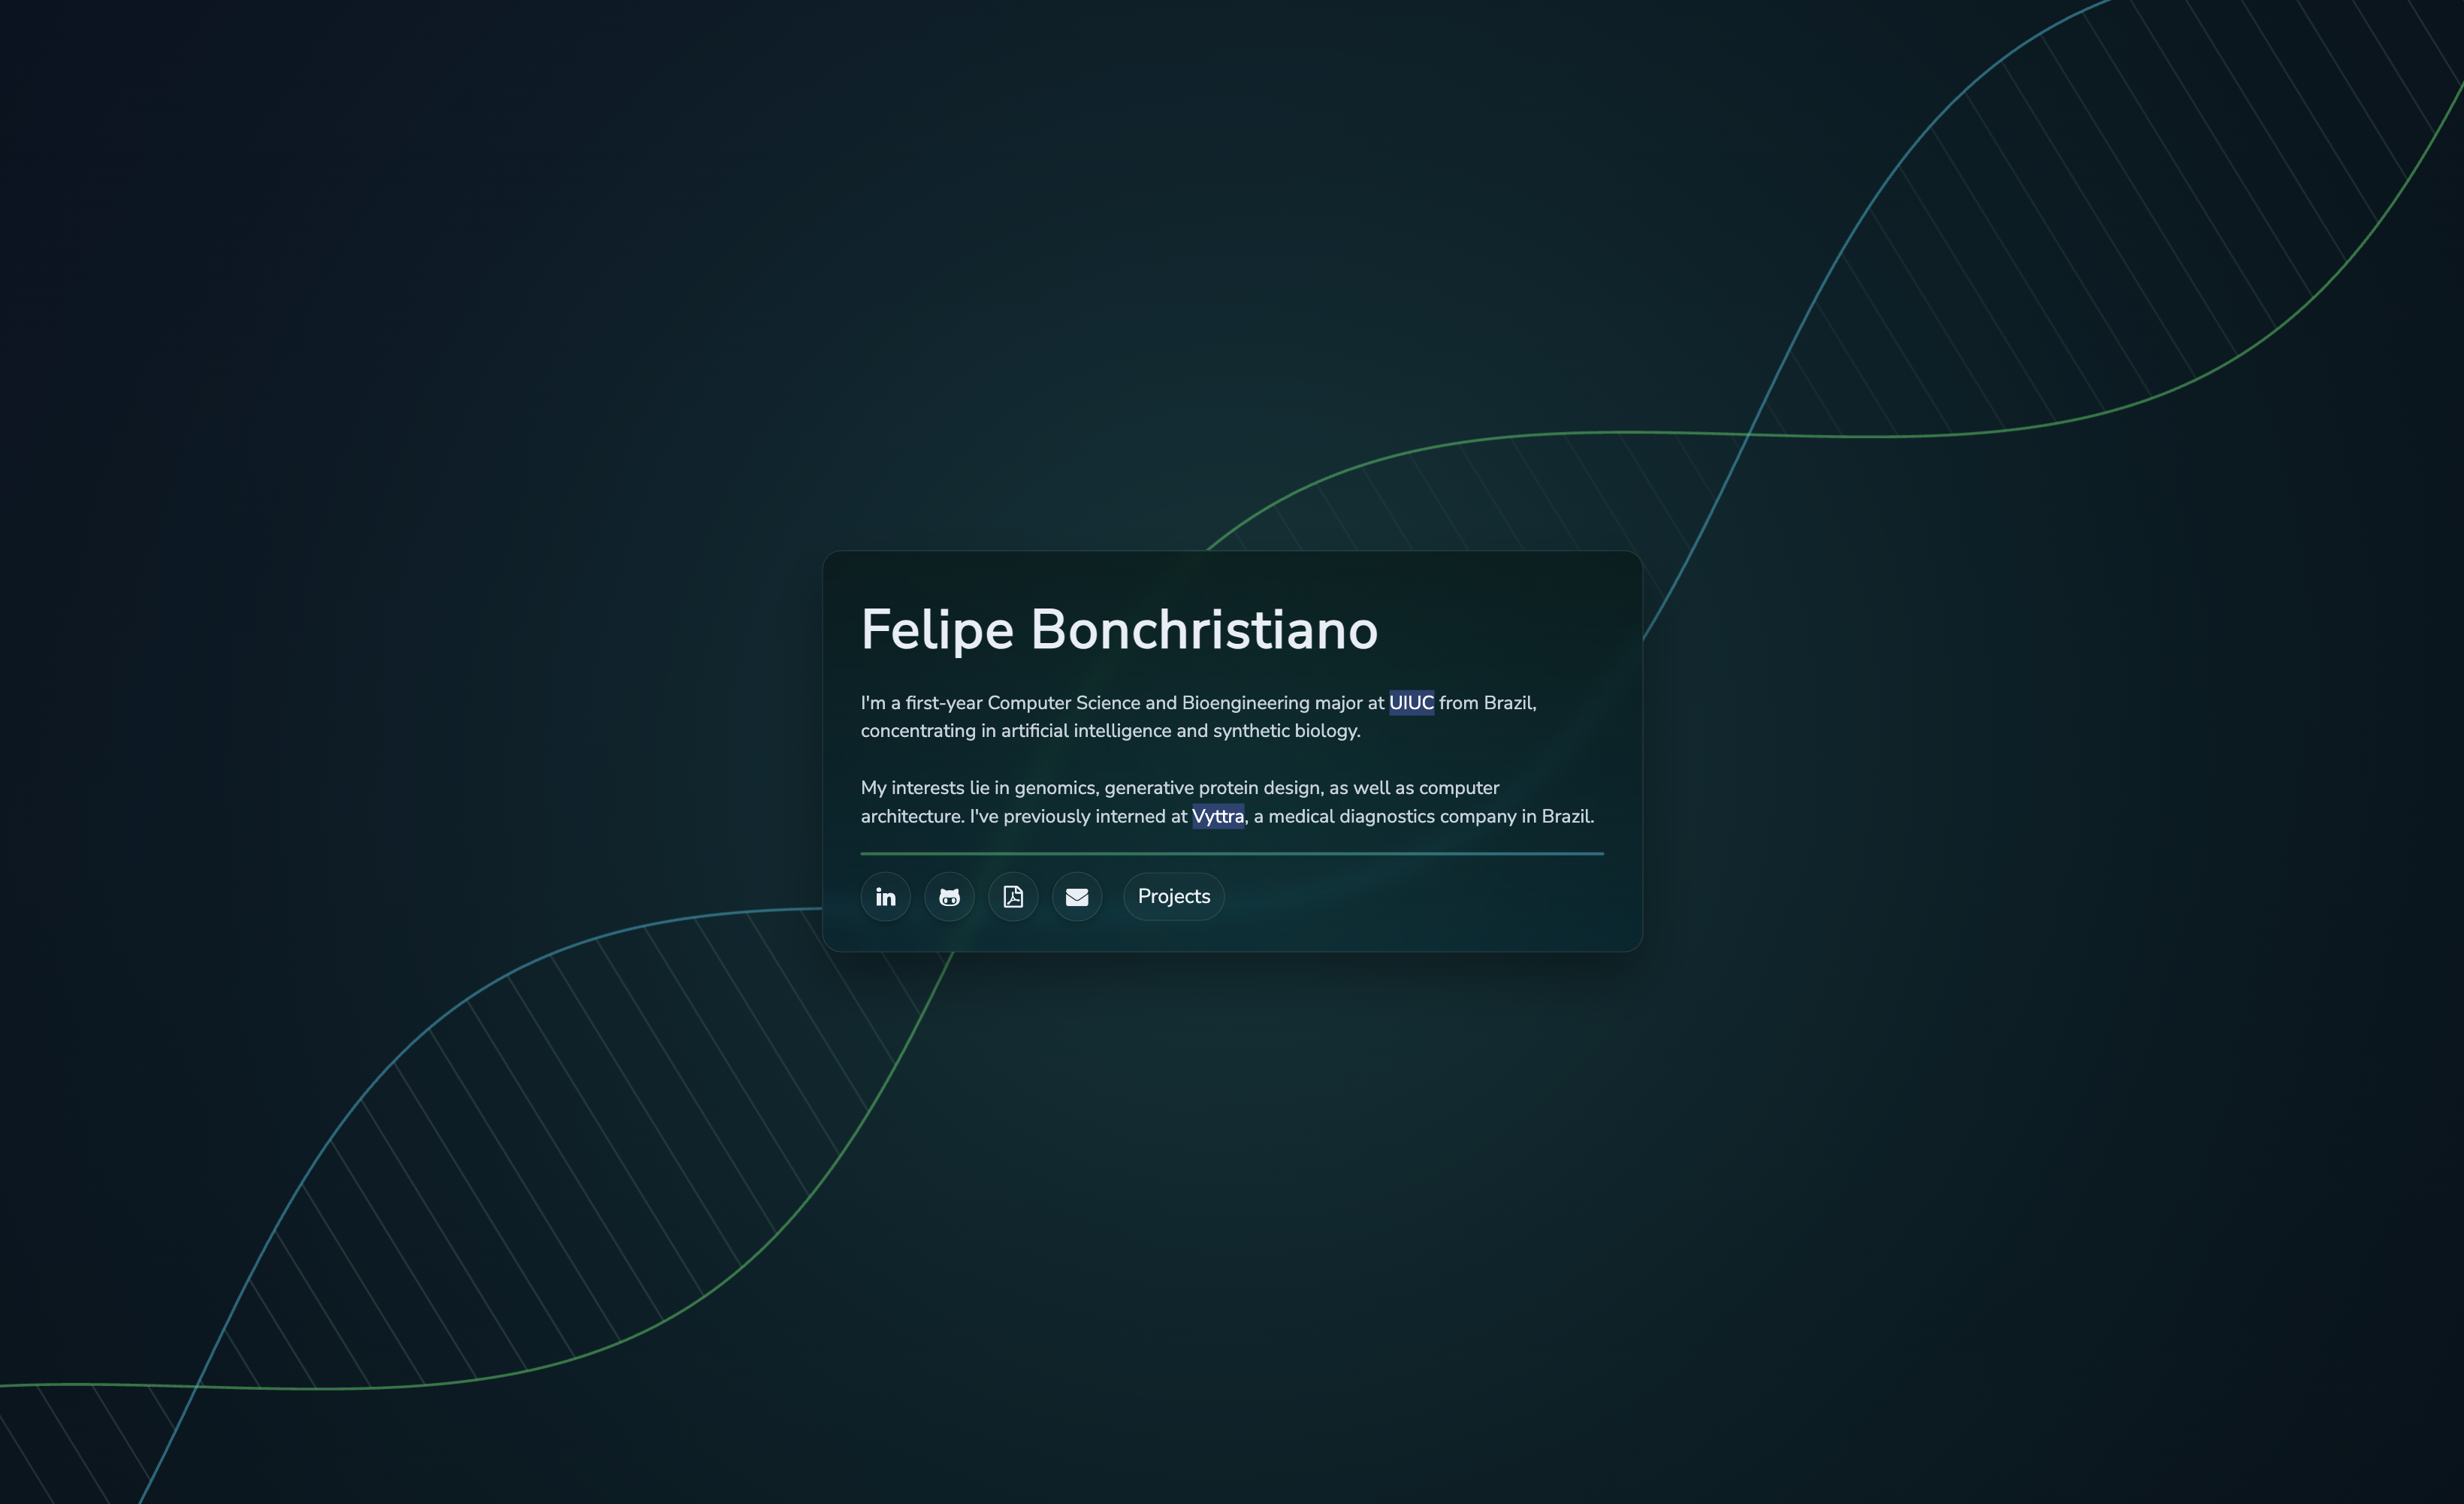 Felipe Bonchristiano
I'm a first-year Computer Science and Bioengineering major at UIUC from Brazil,
concentrating in artificial intelligence and synthetic biology.
My interests lie in genomics, generative protein design, as well as computer
architecture. I've previously interned at Vyttra, a medical diagnostics company in Brazil.
in
Projects